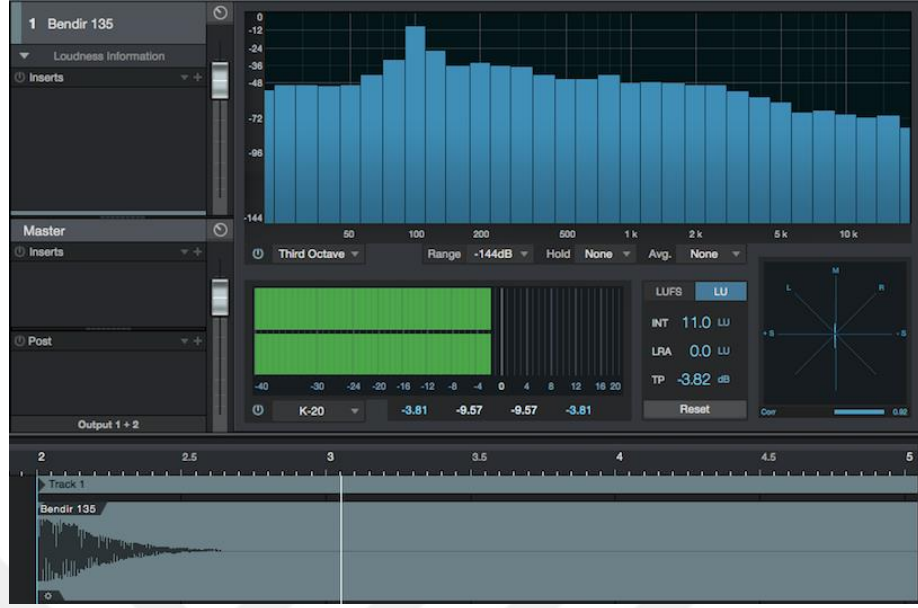 1 Bendir 135
Loudness Information
Inserts
Master
Inserts
Post
Output 1 + 2
0
-12
-24
-36
-48
-72
-96
-144
50 100 200 500 1k 2k 5k 10k
Third Octave Range -144dB Hold None Avg. None
-40 -30 -24 -20 -16 -12 -8 -4 0 4 8 12 16 20
K-20 -3.81 -9.57 -9.57 -3.81
LUFS LU
INT 11.0 LU
LRA 0.0 LU
TP -3.82 dB
Reset
M
L R
+S -S
Corr 0.92
2 2.5 3 3.5 4 4.5 5
Track 1
Bendir 135